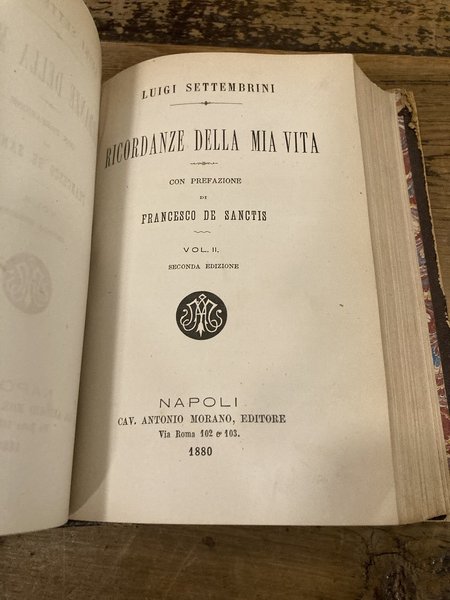 LUIGI SETTEMBRINI
RICORDANZE DELLA MIA VITA
CON PREFAZIONE
DI
FRANCESCO DE SANCTIS
VOL. II.
SECONDA EDIZIONE
NAPOLI
CAV. ANTONIO MORANO, EDITORE
Via Roma 102 e 103.
1880